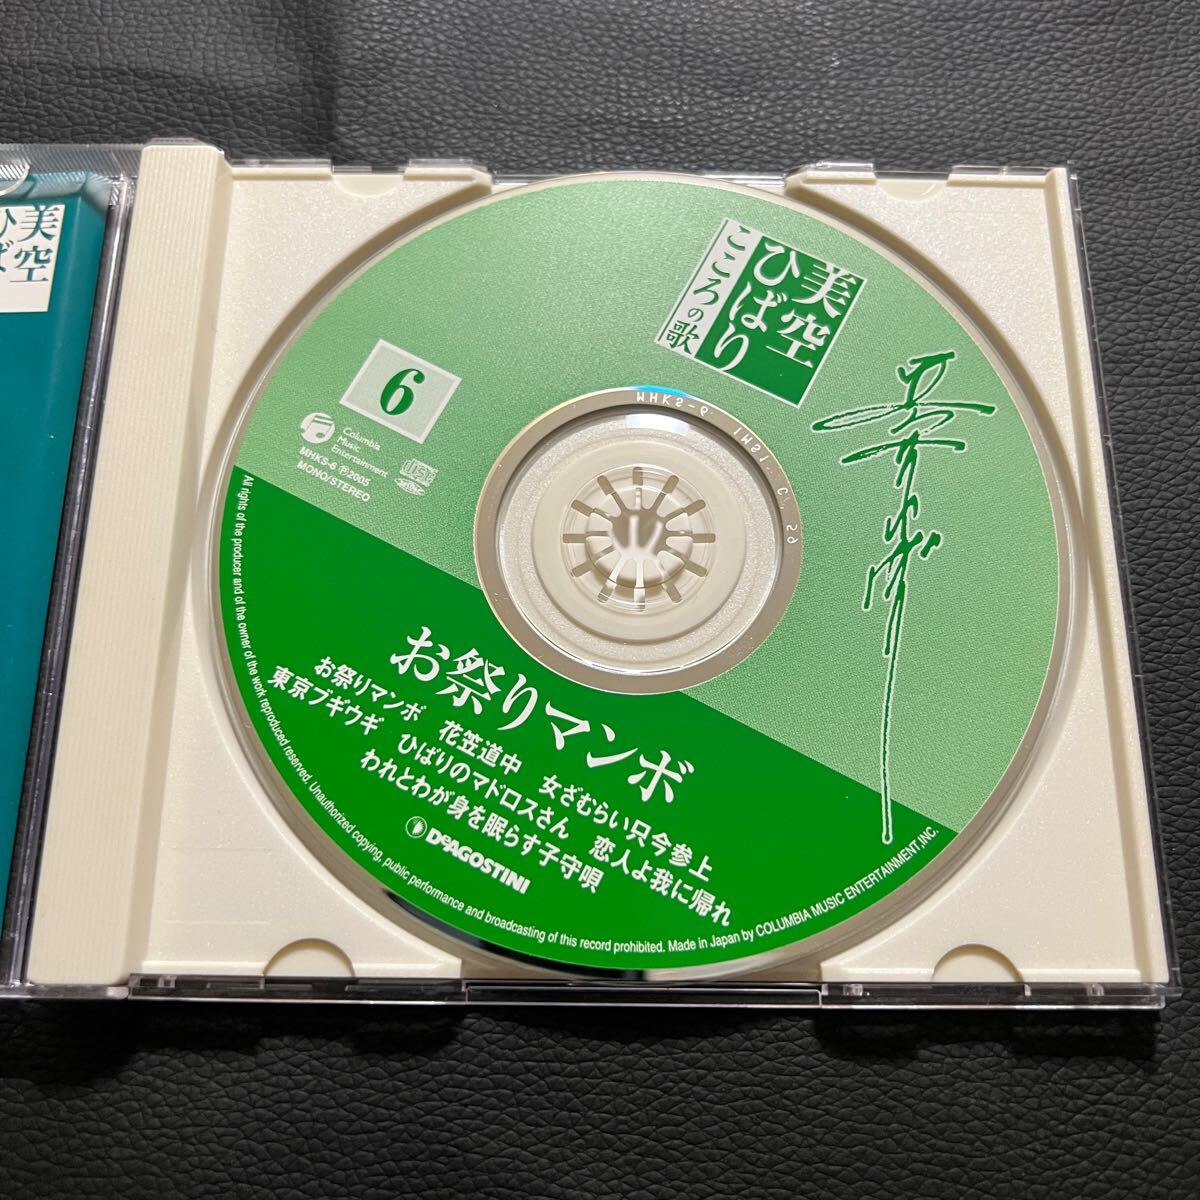 美空
ひば
美空
ひばり
こころの歌
6
Columbia
Music
Entertainment
MHKS-6 ℗2005
MONO/STEREO
MHKS-6
お祭りマンボ
お祭りマンボ 花笠道中 女ざむらい只今参上
東京ブギウギ ひばりのマドロスさん 恋人よ我に帰れ
われとわが身を眠らす子守唄
DEAGOSTINI
All rights of the producer and of the owner of the work reproduced reserved. Unauthorized copying, public performance and broadcasting of this record prohibited. Made in Japan by COLUMBIA MUSIC ENTERTAINMENT,INC.